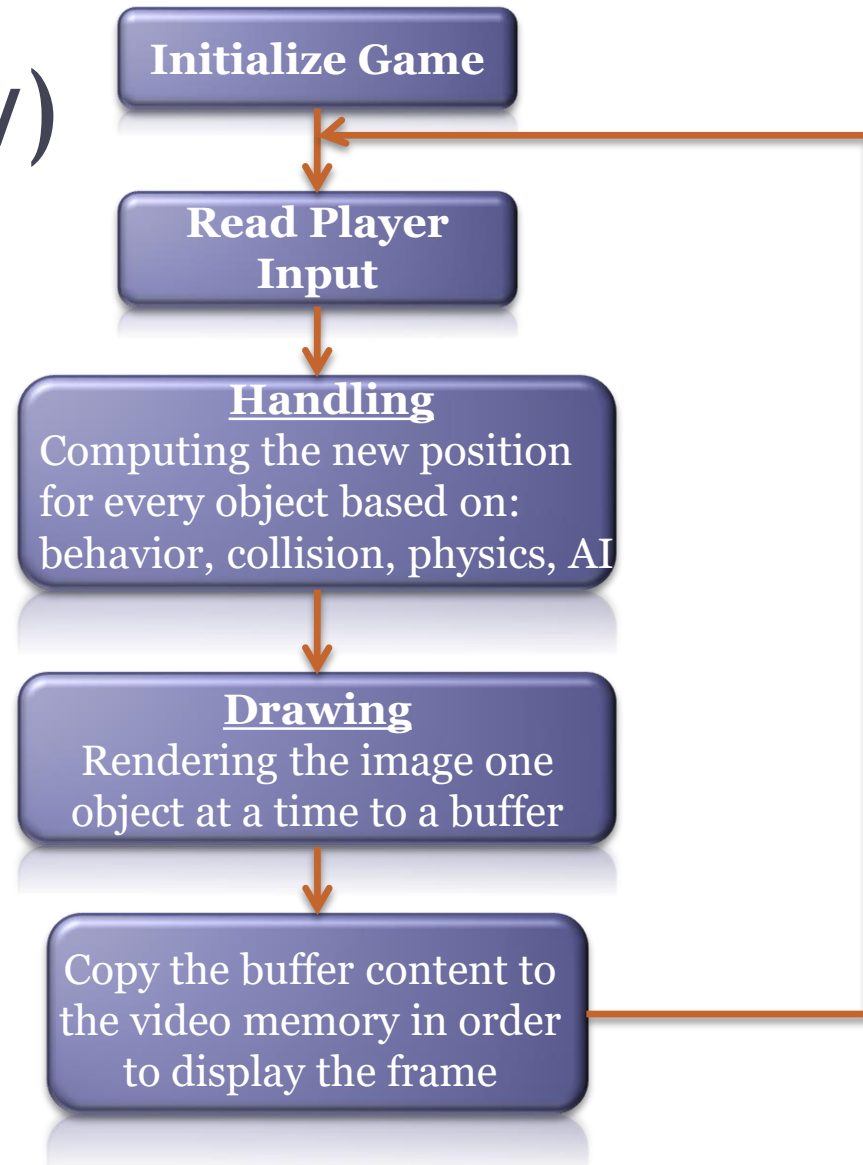 y)
Initialize Game
Read Player
Input
Handling
Computing the new position
for every object based on:
behavior, collision, physics, AI
Drawing
Rendering the image one
object at a time to a buffer
Copy the buffer content to
the video memory in order
to display the frame